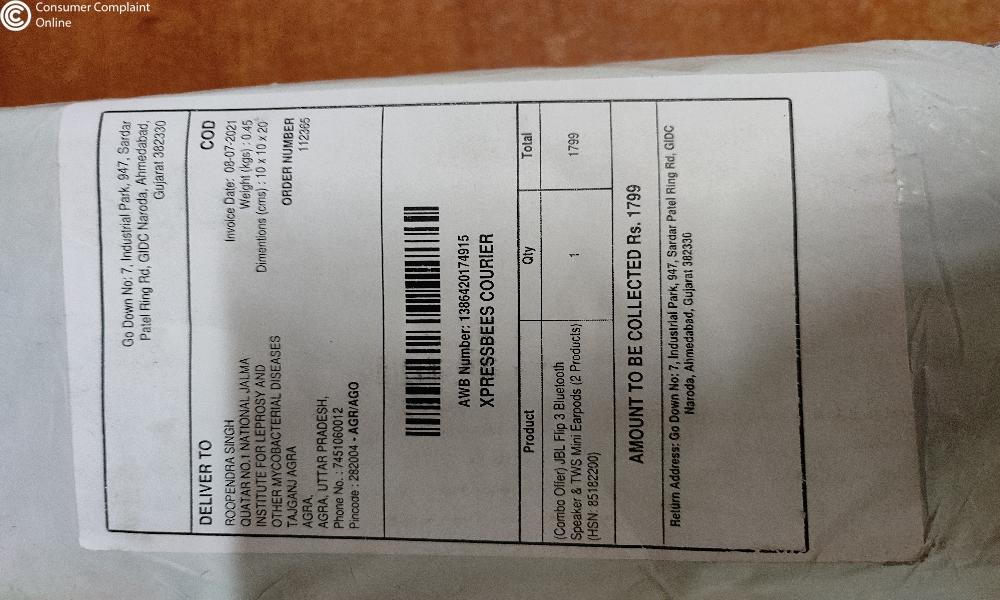 Consumer Complaint
Online
Go Down No: 7, Industrial Park, 947, Sardar
Patel Ring Rd, GIDC Naroda, Ahmedabad,
Gujarat 382330
DELIVER TO
ROOPENDRA SINGH
QUATAR NO.1 NATIONAL JALMA
INSTITUTE FOR LEPROSY AND
OTHER MYCOBACTERIAL DISEASES
TAJGANJ AGRA
AGRA,
AGRA, UTTAR PRADESH,
Phone No. : 7451060012
Pincode : 282004 - AGR/AGO
COD
Invoice Date: 08-07-2021
Weight (kgs) : 0.45
Dimentions (cms) : 10 x 10 x 20
ORDER NUMBER
112365
AWB Number: 1386420174915
XPRESSBEES COURIER
Product Qty Total
(Combo Offer) JBL Flip 3 Bluetooth
Speaker & TWS Mini Earpods (2 Products)
(HSN: 85182200)
1 1799
AMOUNT TO BE COLLECTED Rs. 1799
Return Address: Go Down No: 7, Industrial Park, 947, Sardar Patel Ring Rd, GIDC
Naroda, Ahmedabad, Gujarat 382330